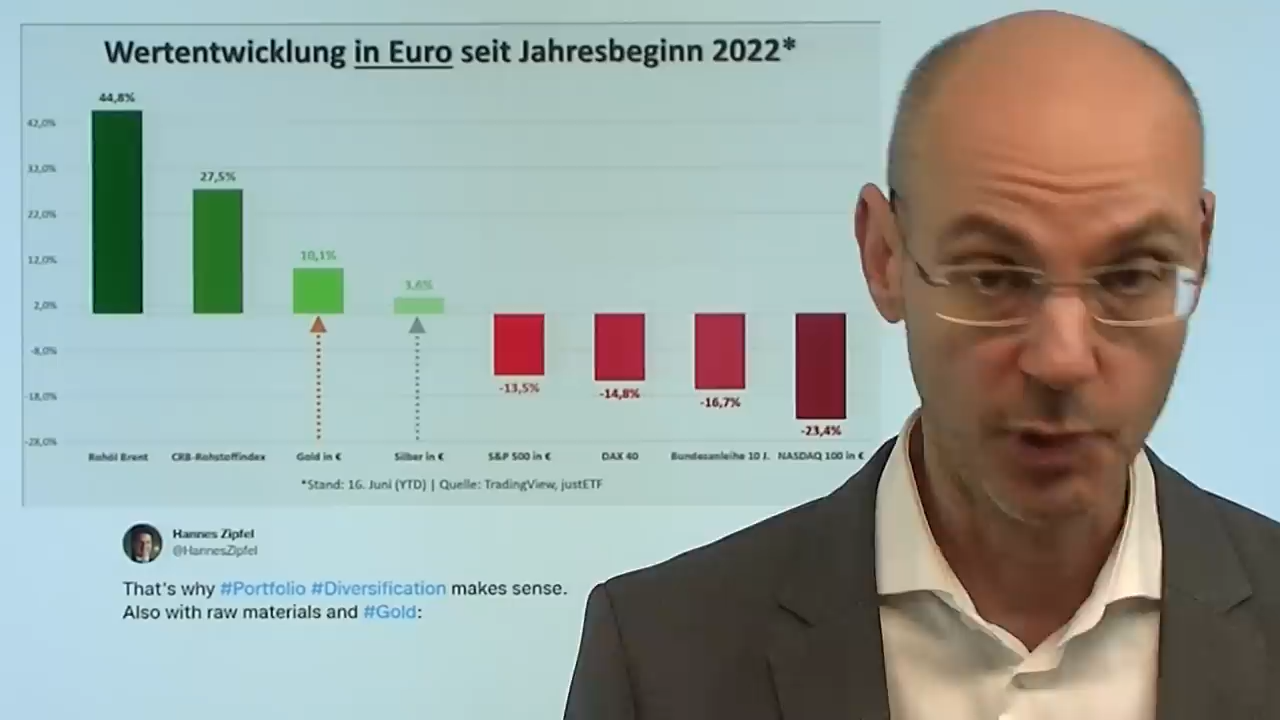 Wertentwicklung in Euro seit Jahresbeginn 2022*
44,8%
42,0%
27,5%
32,0%
22,0%
10,1%
12,0%
3,6%
2,0%
-8,0%
-13,5%
-14,8%
-18,0%
-16,7%
-23,4%
-28,0%
Rohöl Brent CRB-Rohstoffindex Gold in € Silber in € S&P 500 in € DAX 40 Bundesanleihe 10 J. NASDAQ 100 in €
*Stand: 16. Juni (YTD) | Quelle: TradingView, justETF
Hannes Zipfel
@HannesZipfel
That's why #Portfolio #Diversification makes sense.
Also with raw materials and #Gold: